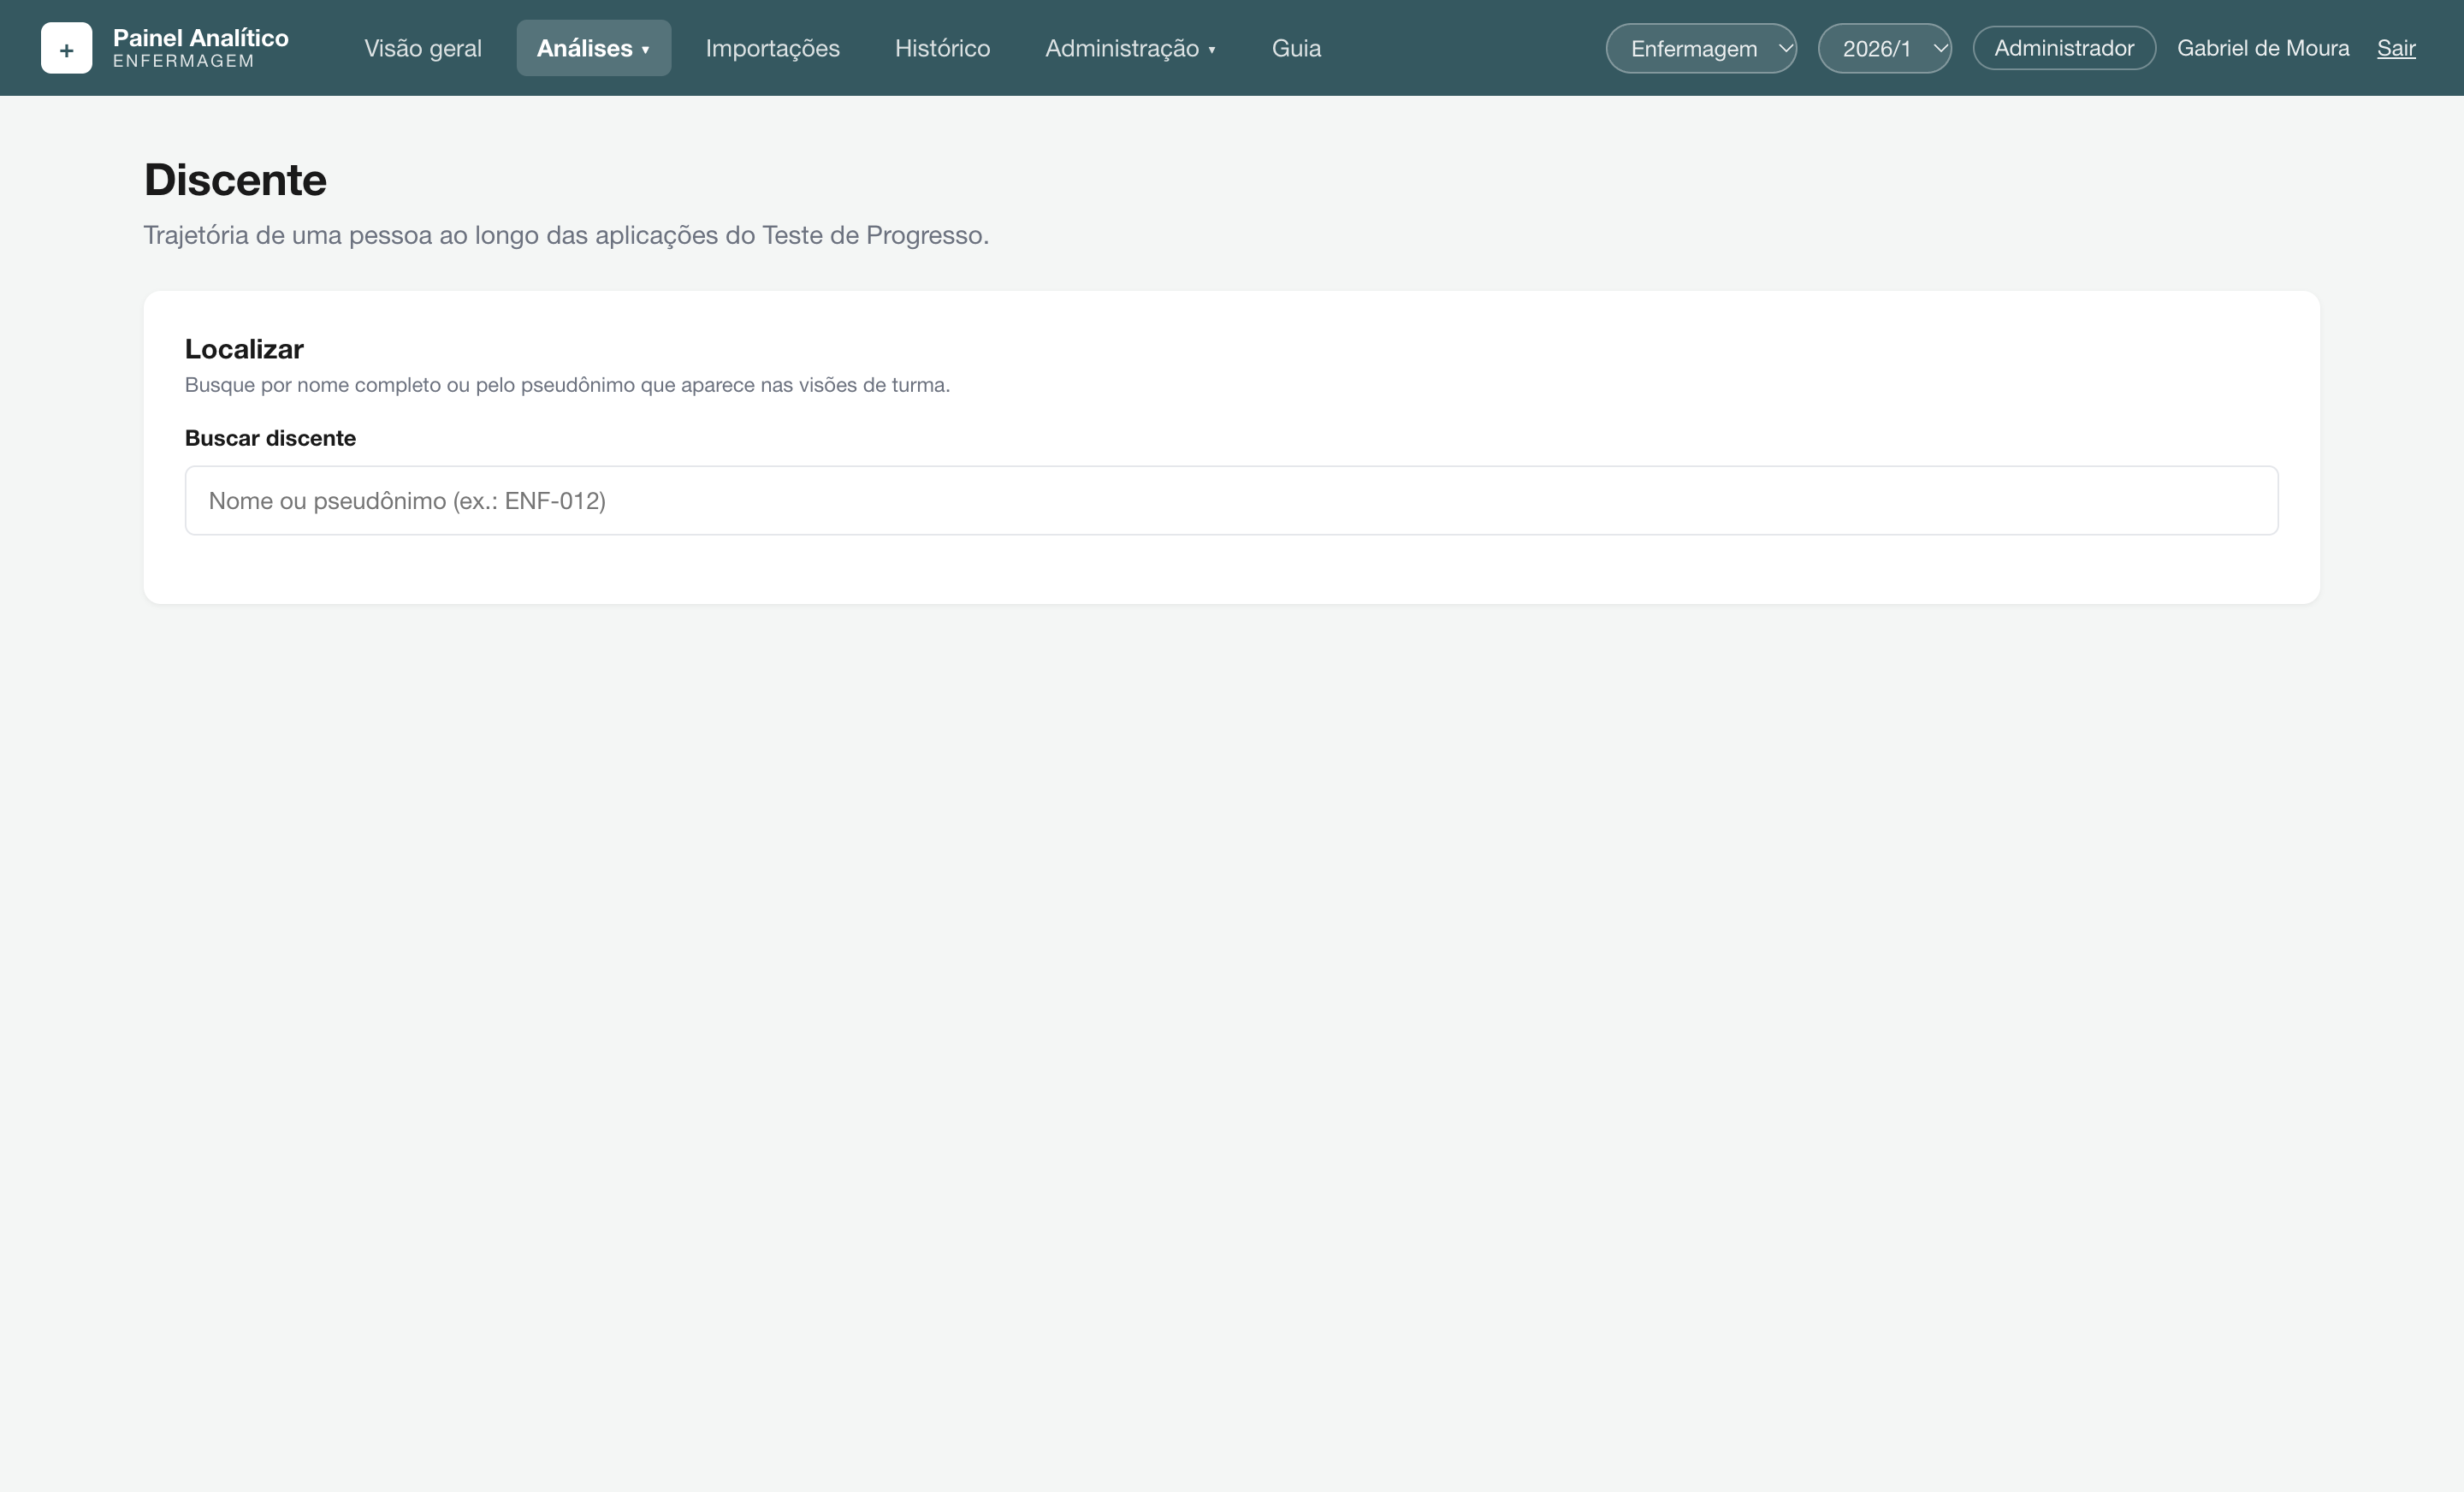 +
Painel Analítico
ENFERMAGEM
Visão geral
Análises ▾
Importações
Histórico
Administração ▾
Guia
Enfermagem
2026/1
Administrador
Gabriel de Moura
Sair
Discente
Trajetória de uma pessoa ao longo das aplicações do Teste de Progresso.
Localizar
Busque por nome completo ou pelo pseudônimo que aparece nas visões de turma.
Buscar discente
Nome ou pseudônimo (ex.: ENF-012)